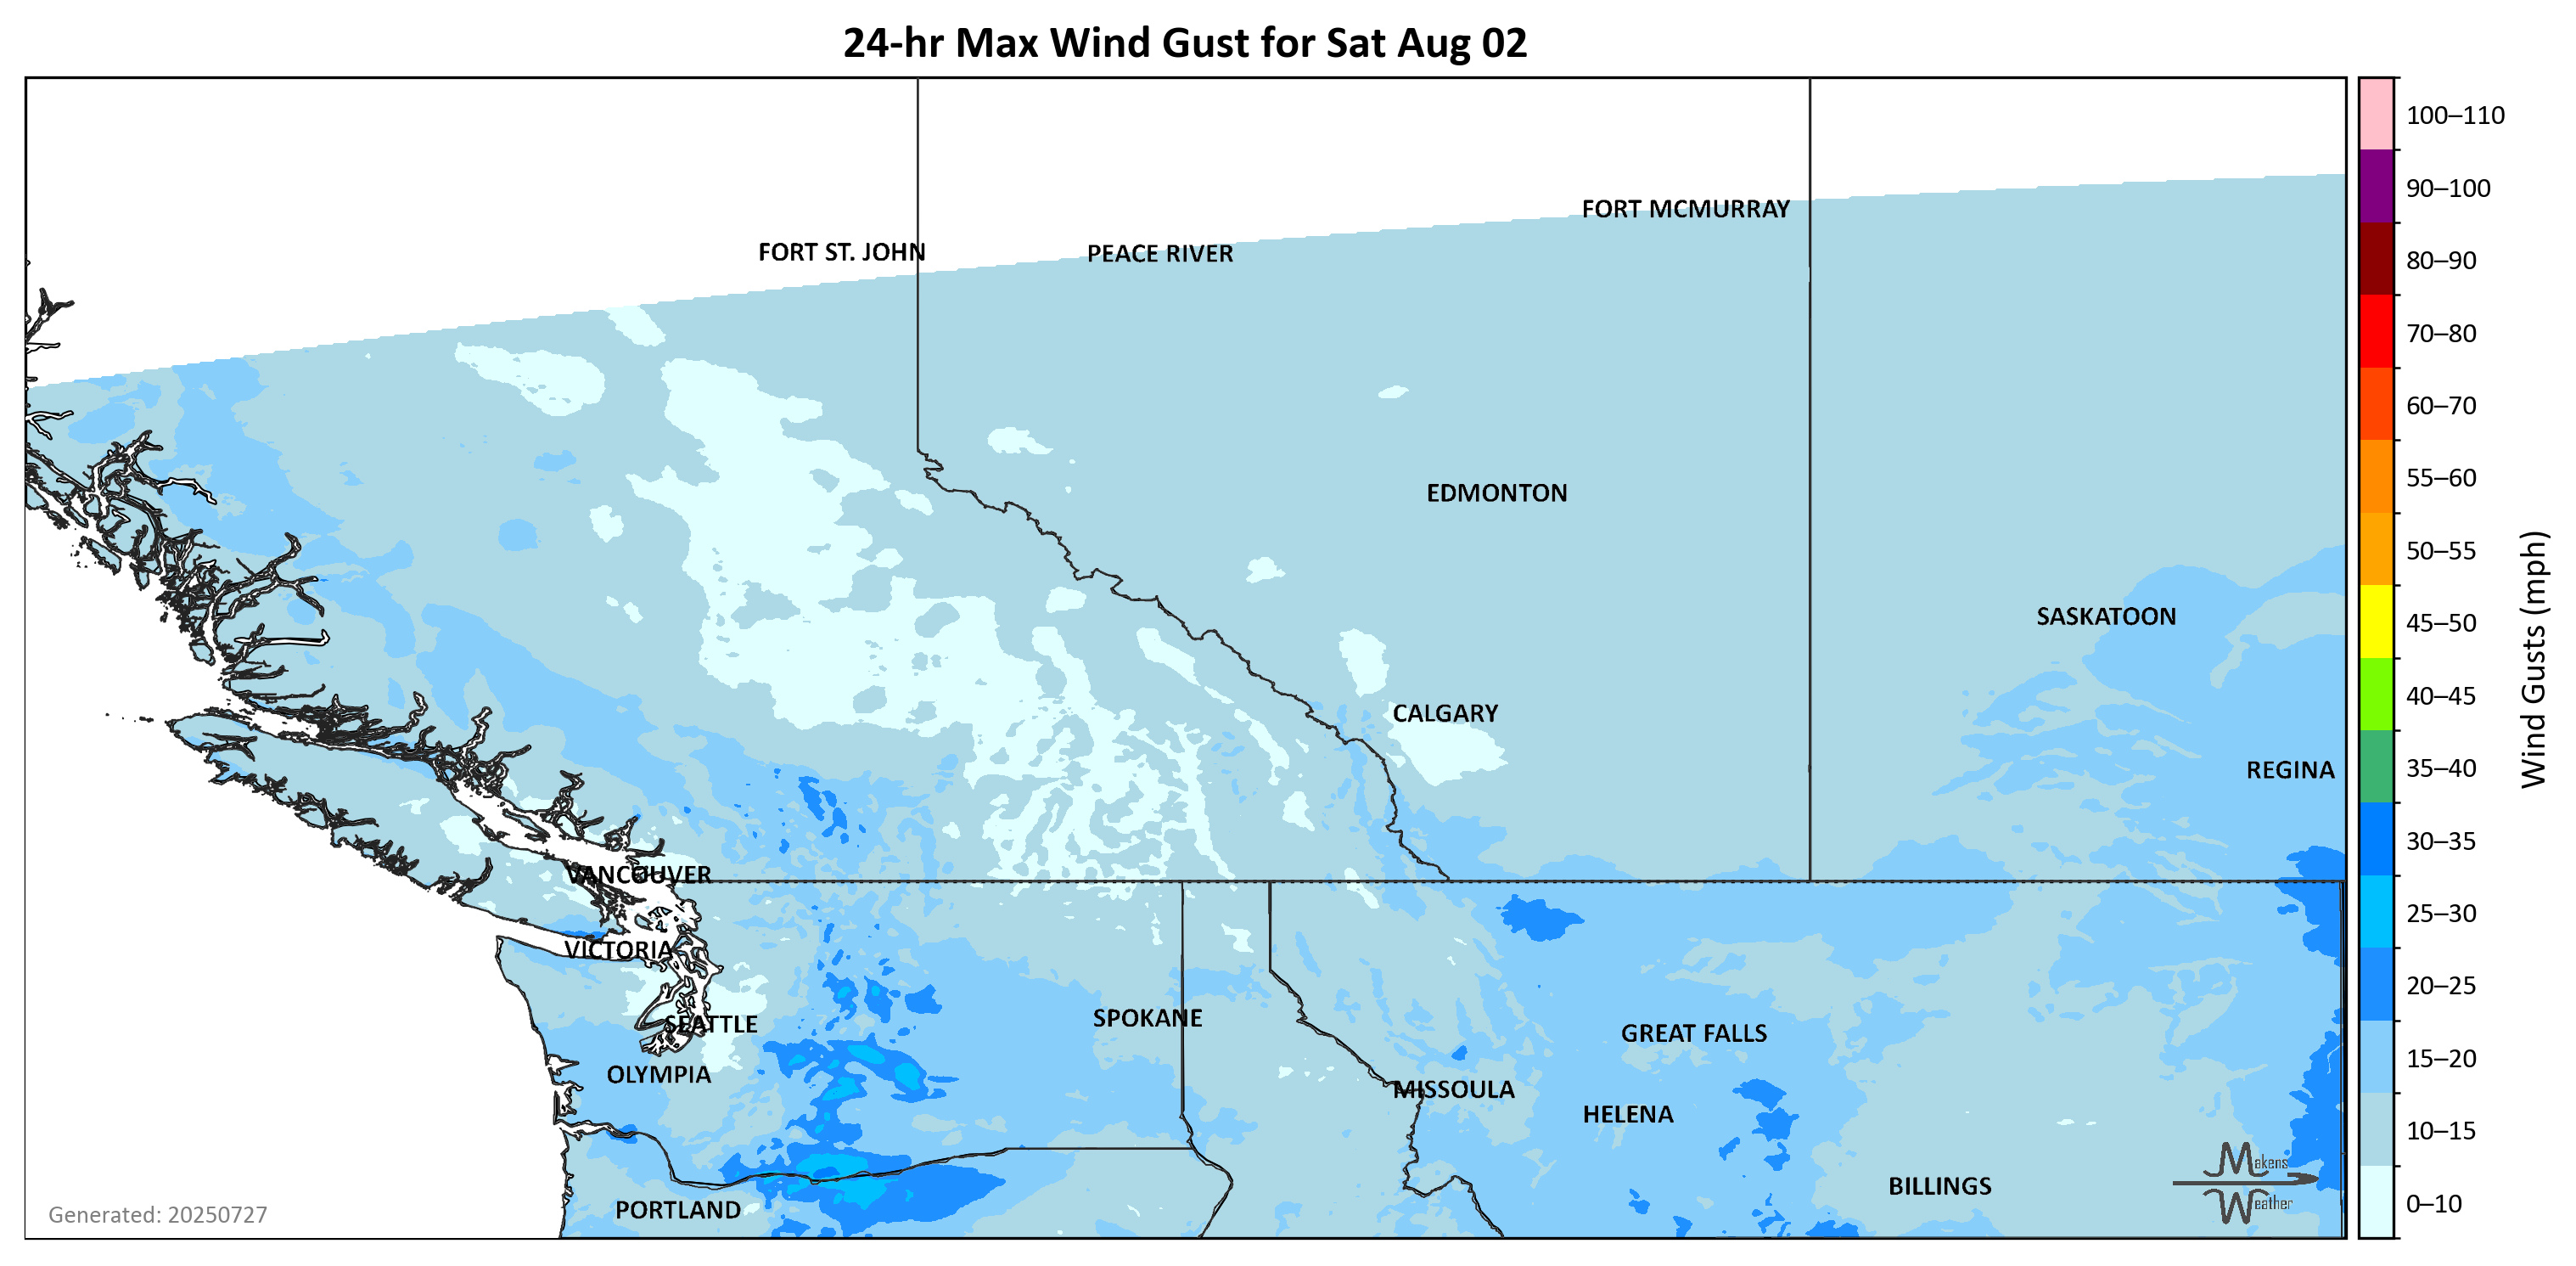 24-hr Max Wind Gust for Sat Aug 02
100–110
90–100
80–90
70–80
60–70
55–60
50–55
45–50
40–45
35–40
30–35
25–30
20–25
15–20
10–15
0–10
Wind Gusts (mph)
FORT MCMURRAY
FORT ST. JOHN
PEACE RIVER
EDMONTON
SASKATOON
CALGARY
REGINA
VANCOUVER
VICTORIA
SEATTLE
SPOKANE
GREAT FALLS
OLYMPIA
MISSOULA
HELENA
BILLINGS
PORTLAND
Makens
Weather
Generated: 20250727